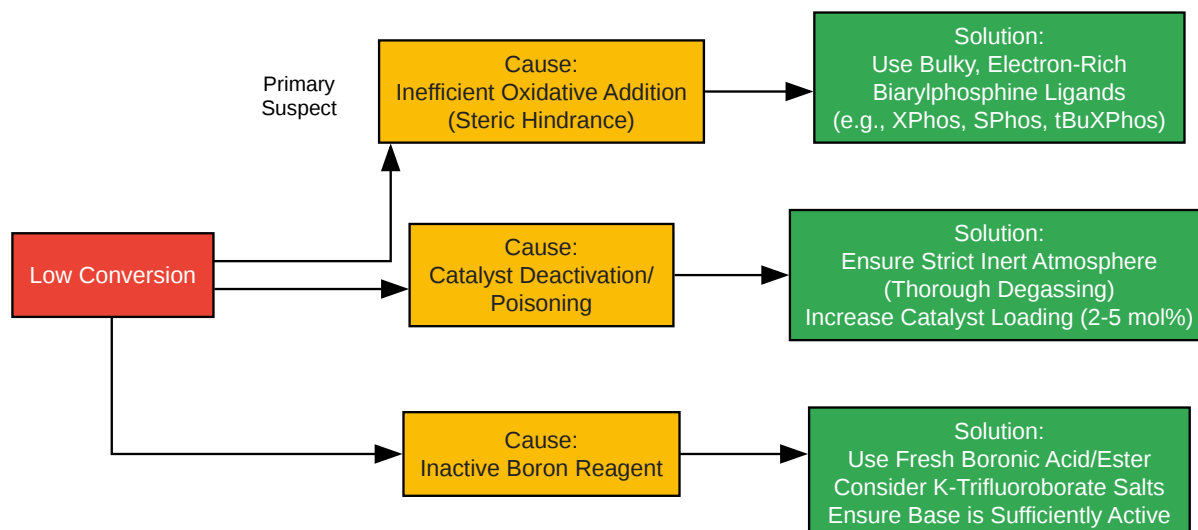 Low Conversion
Primary
Suspect
Cause:
Inefficient Oxidative Addition
(Steric Hindrance)
Solution:
Use Bulky, Electron-Rich
Biarylphosphine Ligands
(e.g., XPhos, SPhos, tBuXPhos)
Cause:
Catalyst Deactivation/
Poisoning
Solution:
Ensure Strict Inert Atmosphere
(Thorough Degassing)
Increase Catalyst Loading (2-5 mol%)
Cause:
Inactive Boron Reagent
Solution:
Use Fresh Boronic Acid/Ester
Consider K-Trifluoroborate Salts
Ensure Base is Sufficiently Active